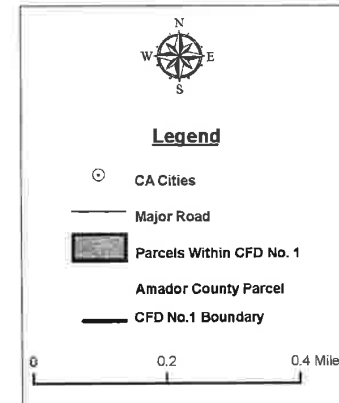 N
W E
S
Legend
CA Cities
Major Road
Parcels Within CFD No. 1
Amador County Parcel
CFD No.1 Boundary
0 0.2 0.4 Mile